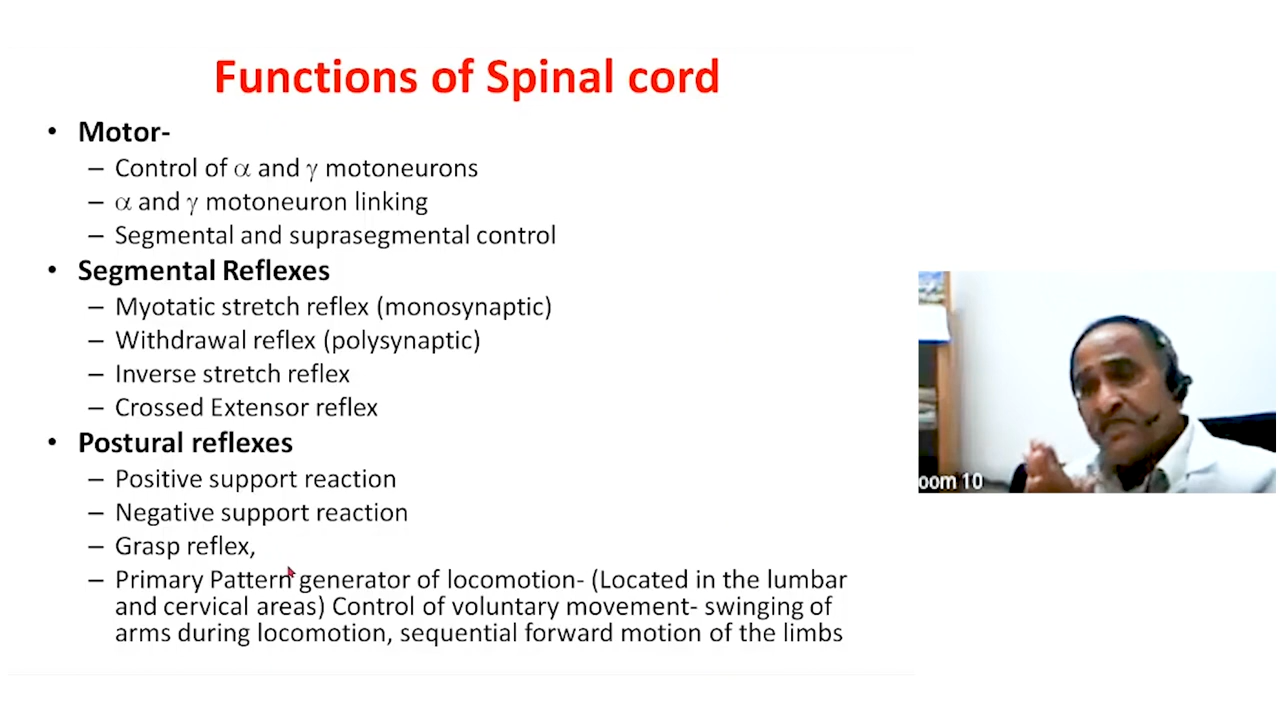 Functions of Spinal cord
• Motor-
– Control of α and γ motoneurons
– α and γ motoneuron linking
– Segmental and suprasegmental control
• Segmental Reflexes
– Myotatic stretch reflex (monosynaptic)
– Withdrawal reflex (polysynaptic)
– Inverse stretch reflex
– Crossed Extensor reflex
• Postural reflexes
– Positive support reaction
– Negative support reaction
– Grasp reflex,
– Primary Pattern generator of locomotion- (Located in the lumbar
and cervical areas) Control of voluntary movement- swinging of
arms during locomotion, sequential forward motion of the limbs
oom 10